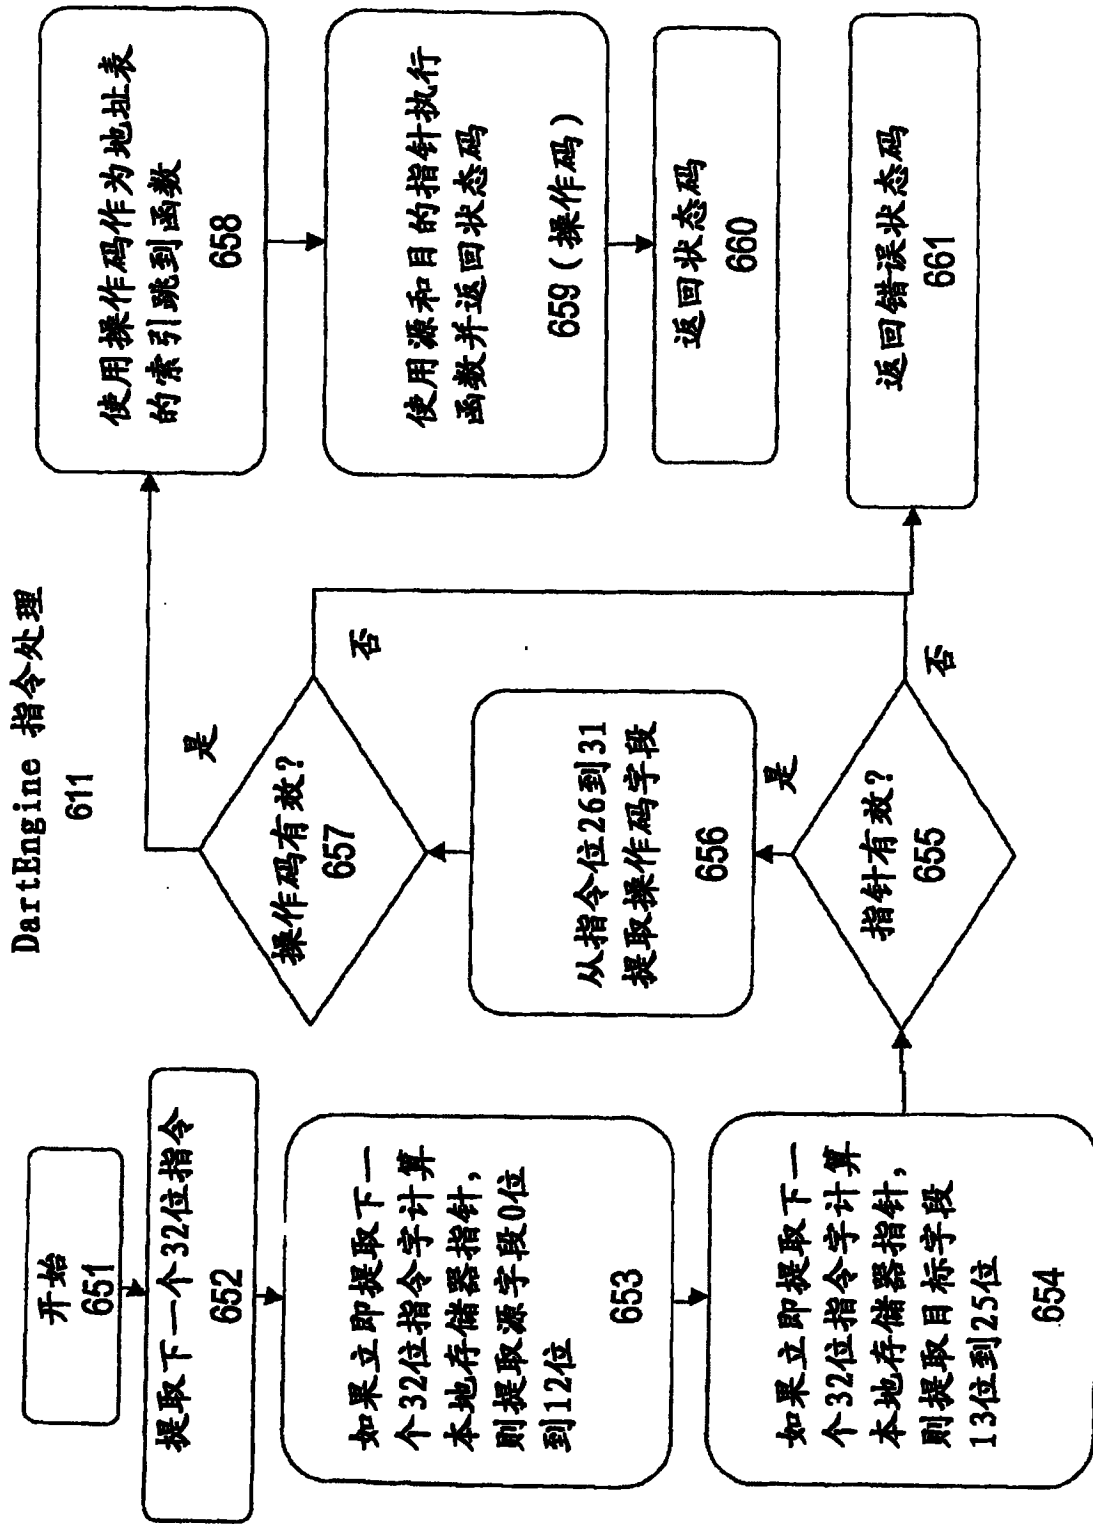 DartEngine 指令处理
611
开始
651
提取下一个32位指令
652
如果立即提取下一
个32位指令字计算
本地存储器指针,
则提取源字段0位
到12位
653
如果立即提取下一
个32位指令字计算
本地存储器指针,
则提取目标字段
13位到25位
654
指针有效?
655
是
否
从指令位26到31
提取操作码字段
656
操作码有效?
657
是
否
使用操作码作为地址表
的索引跳到函数
658
使用源和目的指针执行
函数并返回状态码
659(操作码)
返回状态码
660
返回错误状态码
661